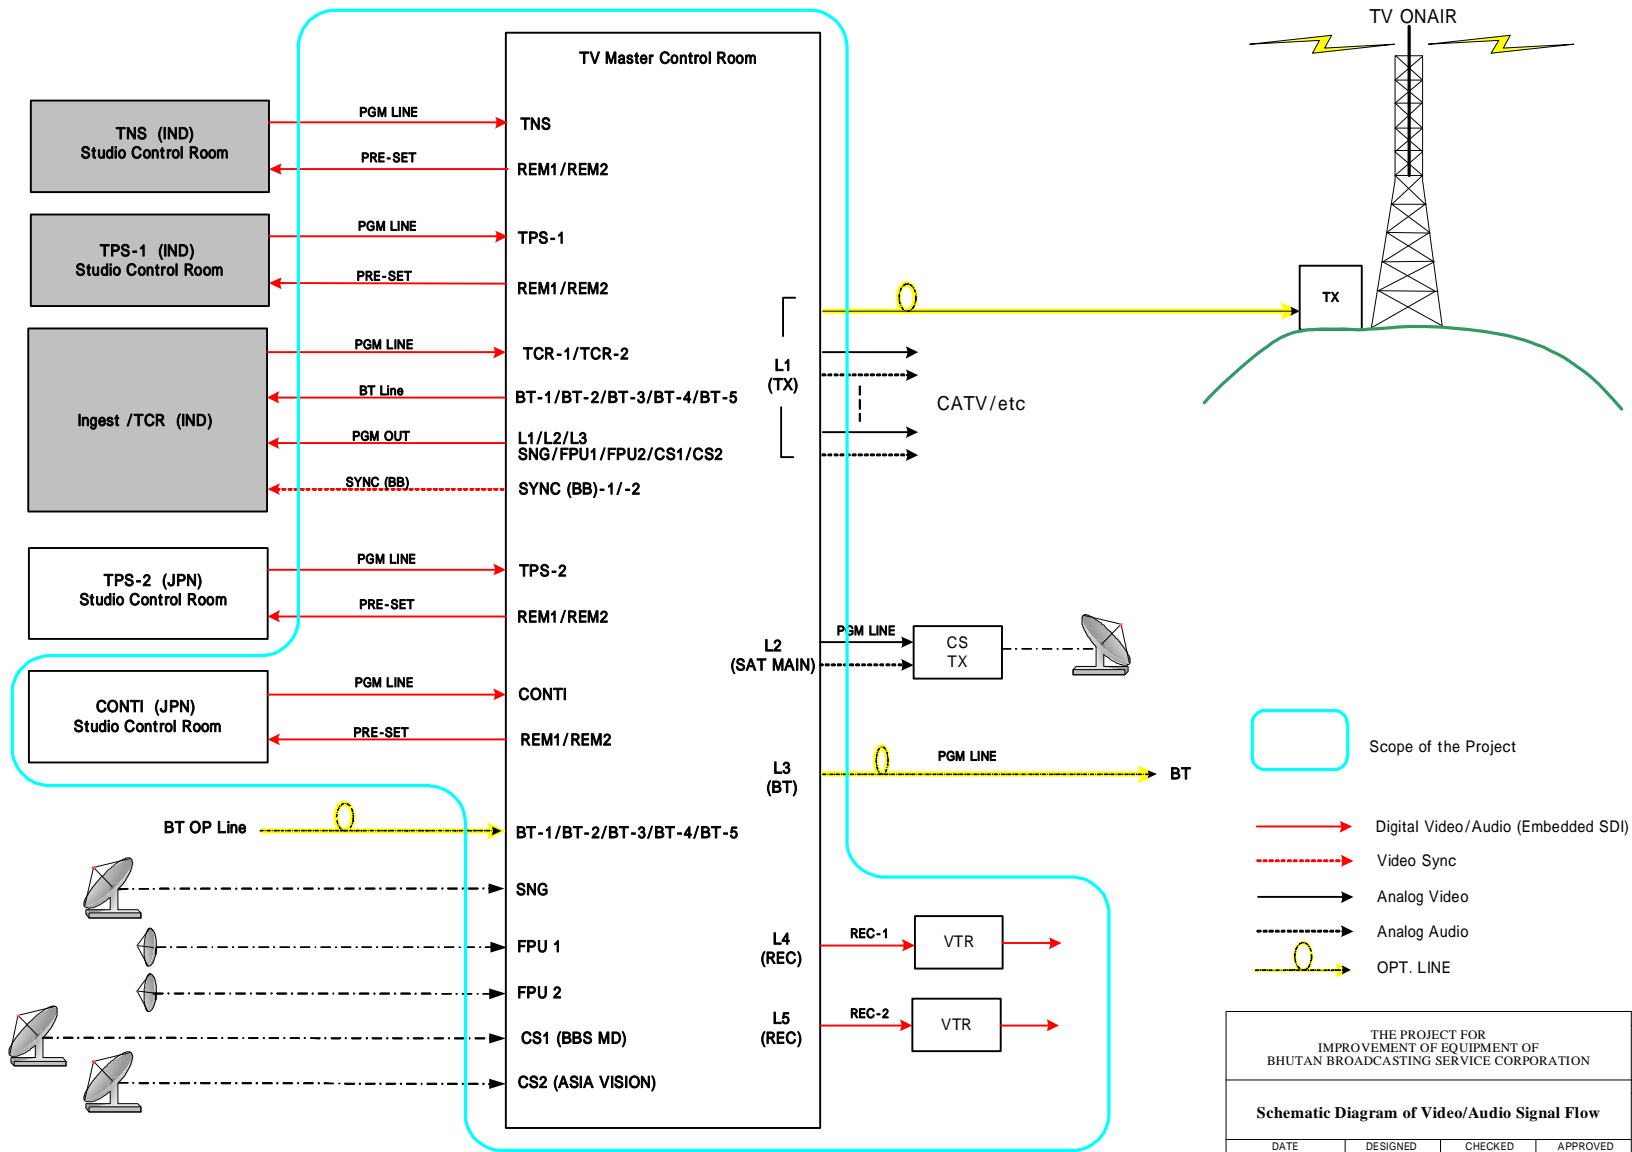 TV ONAIR
TV Master Control Room
TNS (IND)
Studio Control Room
PGM LINE
TNS
PRE-SET
REM1/REM2
TPS-1 (IND)
Studio Control Room
PGM LINE
TPS-1
PRE-SET
REM1/REM2
Ingest /TCR (IND)
PGM LINE
TCR-1/TCR-2
BT Line
BT-1/BT-2/BT-3/BT-4/BT-5
PGM OUT
L1/L2/L3
SNG/FPU1/FPU2/CS1/CS2
SYNC (BB)
SYNC (BB)-1/-2
TPS-2 (JPN)
Studio Control Room
PGM LINE
TPS-2
PRE-SET
REM1/REM2
CONTI (JPN)
Studio Control Room
PGM LINE
CONTI
PRE-SET
REM1/REM2
BT OP Line
BT-1/BT-2/BT-3/BT-4/BT-5
SNG
FPU 1
FPU 2
CS1 (BBS MD)
CS2 (ASIA VISION)
L1
(TX)
TX
CATV/etc
L2
(SAT MAIN)
PGM LINE
CS
TX
L3
(BT)
PGM LINE
BT
L4
(REC)
REC-1
VTR
L5
(REC)
REC-2
VTR
Scope of the Project
Digital Video/Audio (Embedded SDI)
Video Sync
Analog Video
Analog Audio
OPT. LINE
THE PROJECT FOR
IMPROVEMENT OF EQUIPMENT OF
BHUTAN BROADCASTING SERVICE CORPORATION
Schematic Diagram of Video/Audio Signal Flow
DATE DESIGNED CHECKED APPROVED